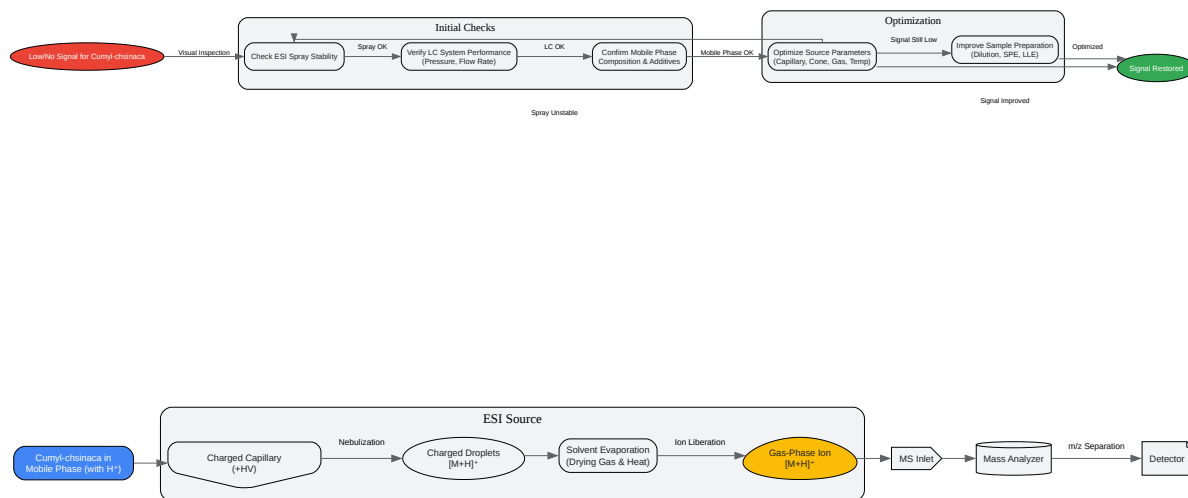 Initial Checks
Optimization
Low/No Signal for Cumyl-chsinaca
Visual Inspection
Check ESI Spray Stability
Spray OK
Verify LC System Performance
(Pressure, Flow Rate)
LC OK
Confirm Mobile Phase
Composition & Additives
Mobile Phase OK
Optimize Source Parameters
(Capillary, Cone, Gas, Temp)
Signal Still Low
Improve Sample Preparation
(Dilution, SPE, LLE)
Optimized
Signal Restored
Spray Unstable
Signal Improved
ESI Source
Cumyl-chsinaca in
Mobile Phase (with H⁺)
Charged Capillary
(+HV)
Nebulization
Charged Droplets
[M+H]⁺
Solvent Evaporation
(Drying Gas & Heat)
Ion Liberation
Gas-Phase Ion
[M+H]⁺
MS Inlet
Mass Analyzer
m/z Separation
Detector